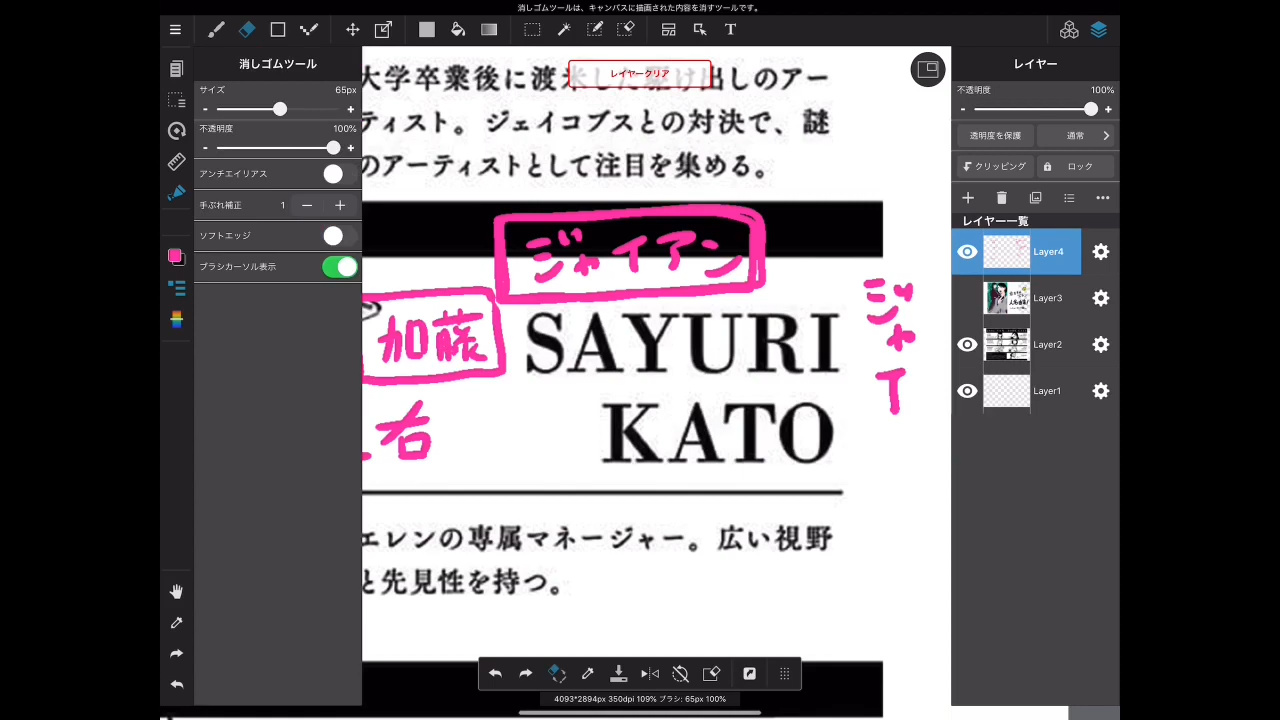 消しゴムツールは、キャンバスに描画された内容を消すツールです。
T
消しゴムツール
サイズ 65px
- +
不透明度 100%
- +
アンチエイリアス
手ぶれ補正 1 − +
ソフトエッジ
ブラシカーソル表示
大学卒業後に渡米した駆け出しのアー
レイヤークリア
ティスト。ジェイコブスとの対決で、謎
のアーティストとして注目を集める。
ジャイアン
加藤
SAYURI
KATO
右
ジャ
T
エレンの専属マネージャー。広い視野
と先見性を持つ。
4093*2894px 350dpi 109% ブラシ: 65px 100%
レイヤー
不透明度 100%
- +
透明度を保護 通常
クリッピング ロック
レイヤー一覧
Layer4
Layer3
Layer2
Layer1